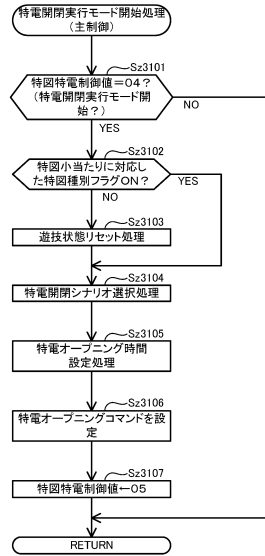 特電開閉実行モード開始処理
（主制御）
Sz3101
特図特電制御値＝04？
（特電開閉実行モード開
始？）
NO
YES
Sz3102
特図小当たりに対応し
た特図種別フラグON？
YES
NO
Sz3103
遊技状態リセット処理
Sz3104
特電開閉シナリオ選択処理
Sz3105
特電オープニング時間
設定処理
Sz3106
特電オープニングコマンドを設
定
Sz3107
特図特電制御値←05
RETURN